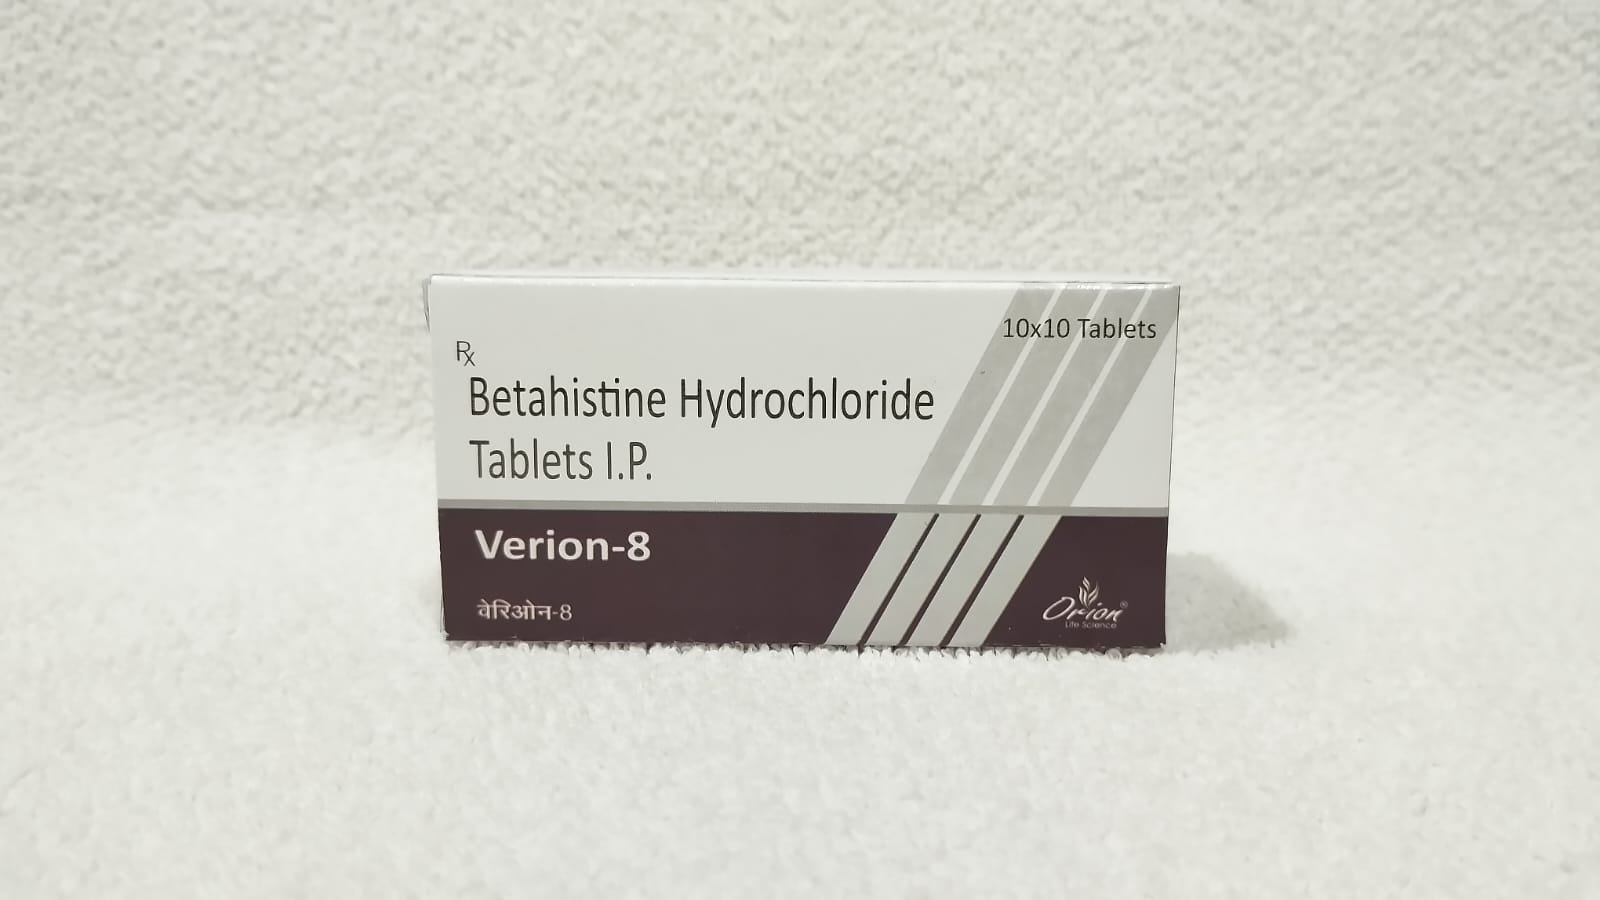 10x10 Tablets
Rx
Betahistine Hydrochloride
Tablets I.P.
Verion-8
वेरिओन-8
Orion®
Life Science